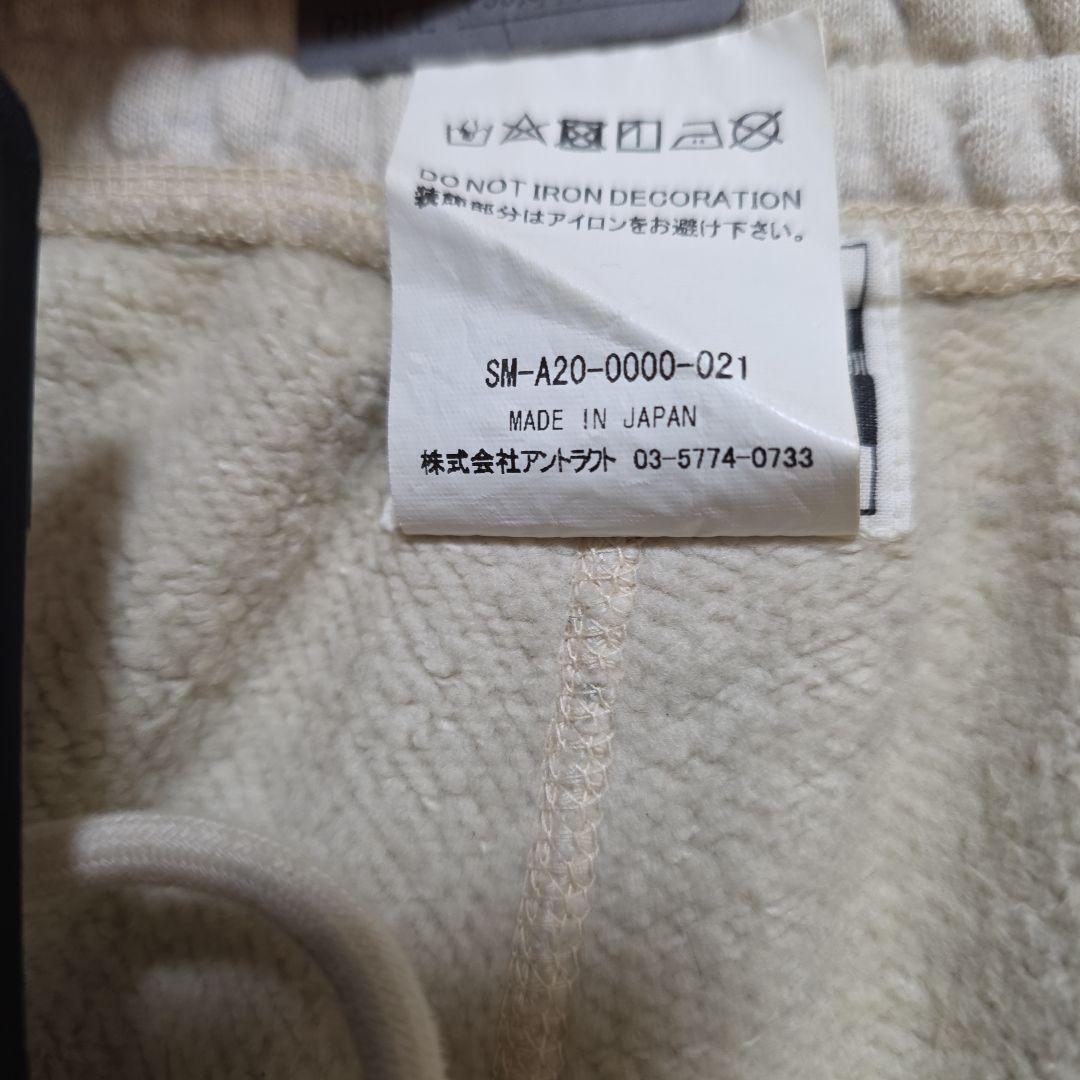 PRICE
DO NOT IRON DECORATION
装飾部分はアイロンをお避け下さい。
SM-A20-0000-021
MADE IN JAPAN
株式会社アントラクト 03-5774-0733